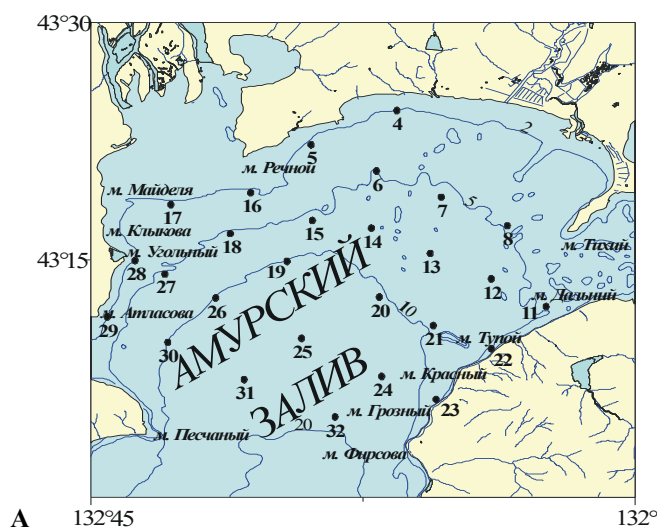 43°30
4
2
5
м. Речной
6
м. Майделя
16
7
5
17
15
м. Клыкова
18
14
8
м. Угольный
43°15
м. Тахий
28
27
19
13
АМУРСКИЙ
12
м. Дальний
26
20
11
29
м. Атласова
10
30
25
21
м. Тупой
22
ЗАЛИВ
31
24
м. Красный
23
м. Грозный
м. Песчаный
20
32
м. Фирсова
А
132°45
132°